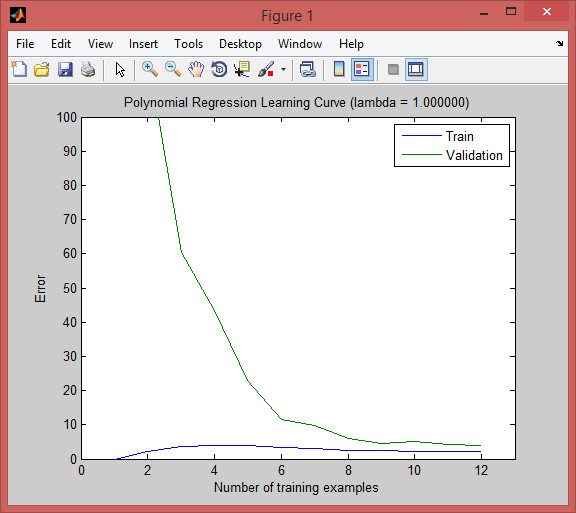 Figure 1
File Edit View Insert Tools Desktop Window Help
Polynomial Regression Learning Curve (lambda = 1.000000)
100
90
80
70
60
50
40
30
20
10
0
Error
Train
Validation
0 2 4 6 8 10 12
Number of training examples